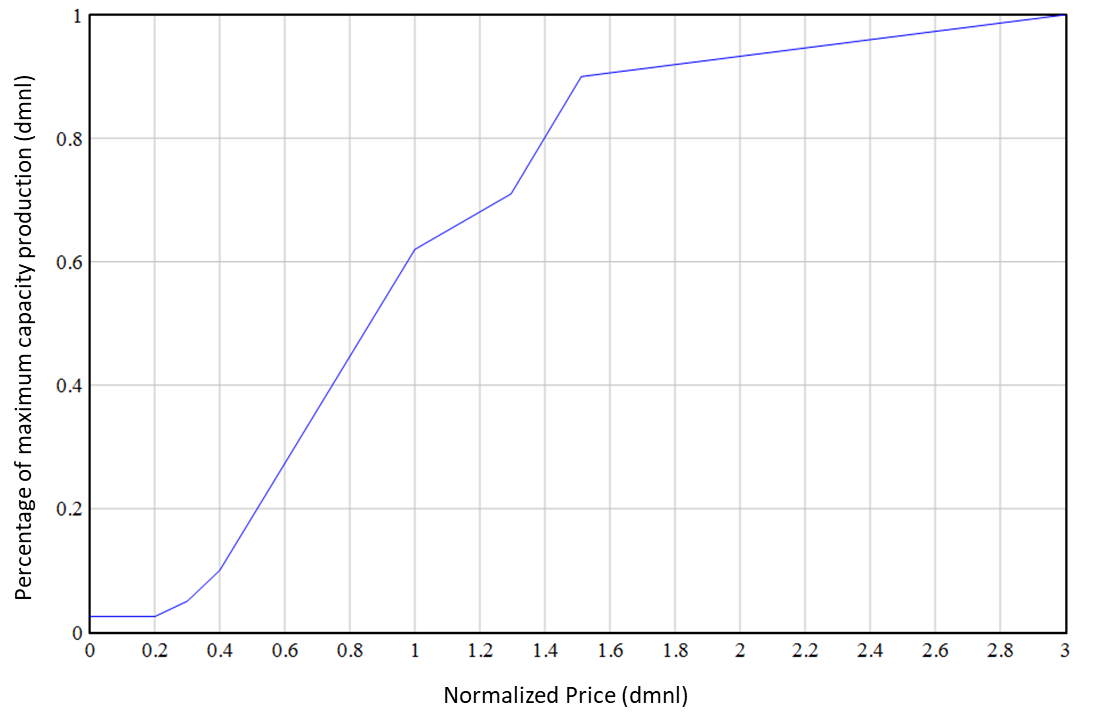 Percentage of maximum capacity production (dmnl)
1
0.8
0.6
0.4
0.2
0
0 0.2 0.4 0.6 0.8 1 1.2 1.4 1.6 1.8 2 2.2 2.4 2.6 2.8 3
Normalized Price (dmnl)